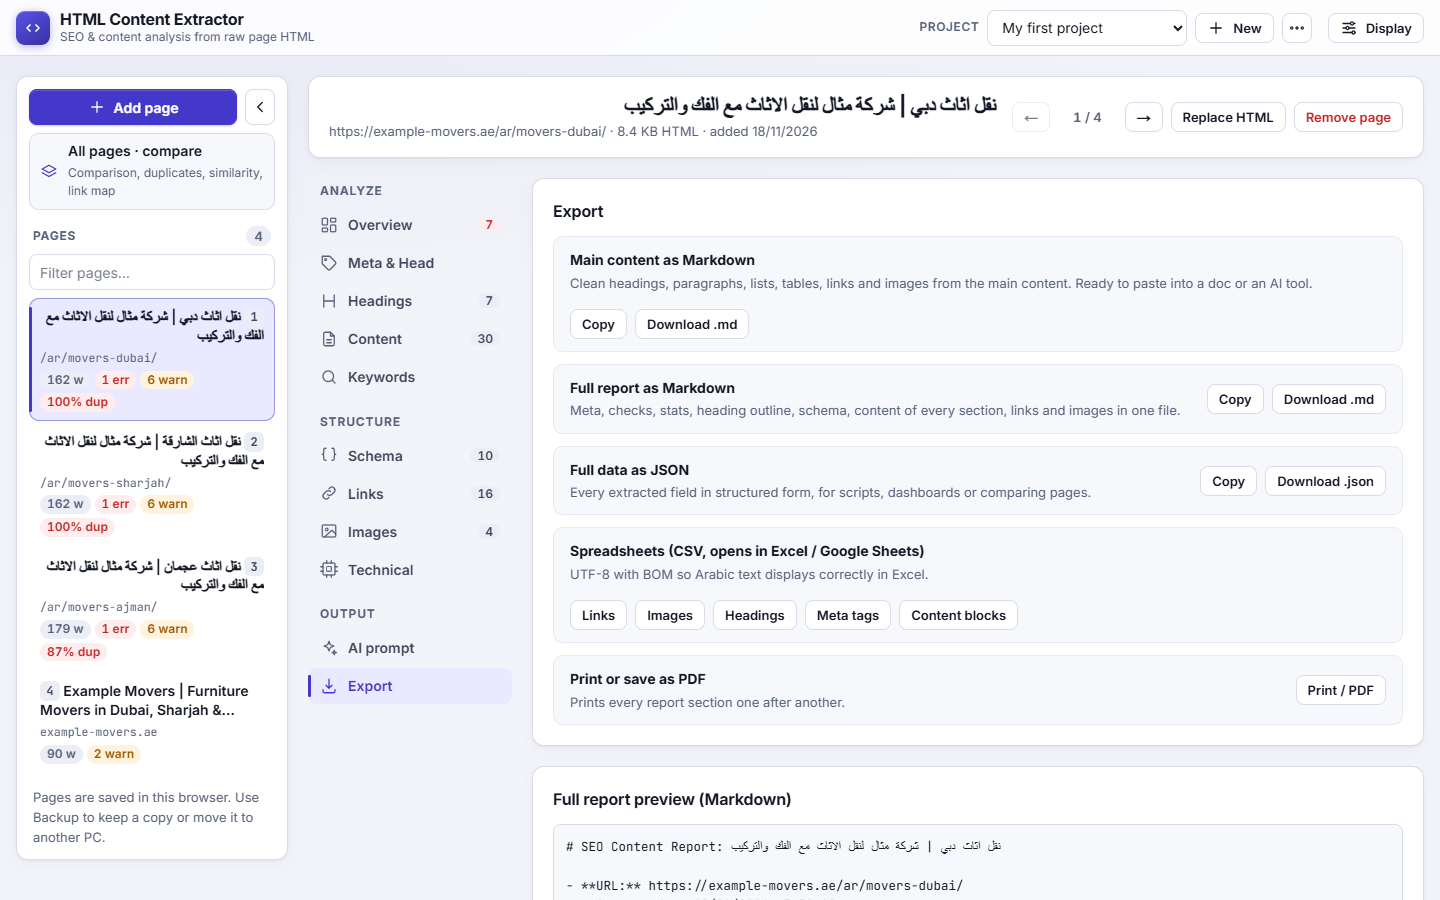 HTML Content Extractor
SEO & content analysis from raw page HTML
PROJECT
My first project
New
Display
Add page
All pages · compare
Comparison, duplicates, similarity,
link map
PAGES
4
Filter pages...
1 نقل اثاث دبي | شركة مثال لنقل الاثاث مع
الفك والتركيب
/ar/movers-dubai/
162 w 1 err 6 warn
100% dup
2 نقل اثاث الشارقة | شركة مثال لنقل الاثاث
مع الفك والتركيب
/ar/movers-sharjah/
162 w 1 err 6 warn
100% dup
3 نقل اثاث عجمان | شركة مثال لنقل الاثاث
مع الفك والتركيب
/ar/movers-ajman/
179 w 1 err 6 warn
87% dup
4 Example Movers | Furniture
Movers in Dubai, Sharjah &...
example-movers.ae
90 w 2 warn
Pages are saved in this browser. Use
Backup to keep a copy or move it to
another PC.
نقل اثاث دبي | شركة مثال لنقل الاثاث مع الفك والتركيب
https://example-movers.ae/ar/movers-dubai/ · 8.4 KB HTML · added 18/11/2026
← 1 / 4 →
Replace HTML
Remove page
ANALYZE
Overview 7
Meta & Head
Headings 7
Content 30
Keywords
STRUCTURE
Schema 10
Links 16
Images 4
Technical
OUTPUT
AI prompt
Export
Export
Main content as Markdown
Clean headings, paragraphs, lists, tables, links and images from the main content. Ready to paste into a doc or an AI tool.
Copy Download .md
Full report as Markdown
Meta, checks, stats, heading outline, schema, content of every section, links and images in one file.
Copy Download .md
Full data as JSON
Every extracted field in structured form, for scripts, dashboards or comparing pages.
Copy Download .json
Spreadsheets (CSV, opens in Excel / Google Sheets)
UTF-8 with BOM so Arabic text displays correctly in Excel.
Links Images Headings Meta tags Content blocks
Print or save as PDF
Prints every report section one after another.
Print / PDF
Full report preview (Markdown)
# SEO Content Report: نقل اثاث دبي | شركة مثال لنقل الاثاث مع الفك والتركيب
- **URL:** https://example-movers.ae/ar/movers-dubai/